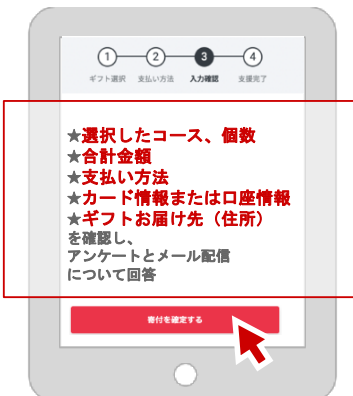 1 2 3 4
ギフト選択 支払い方法 入力確認 支援完了
★選択したコース、個数
★合計金額
★支払い方法
★カード情報または口座情報
★ギフトお届け先（住所）
を確認し、
アンケートとメール配信
について回答
寄付を確定する